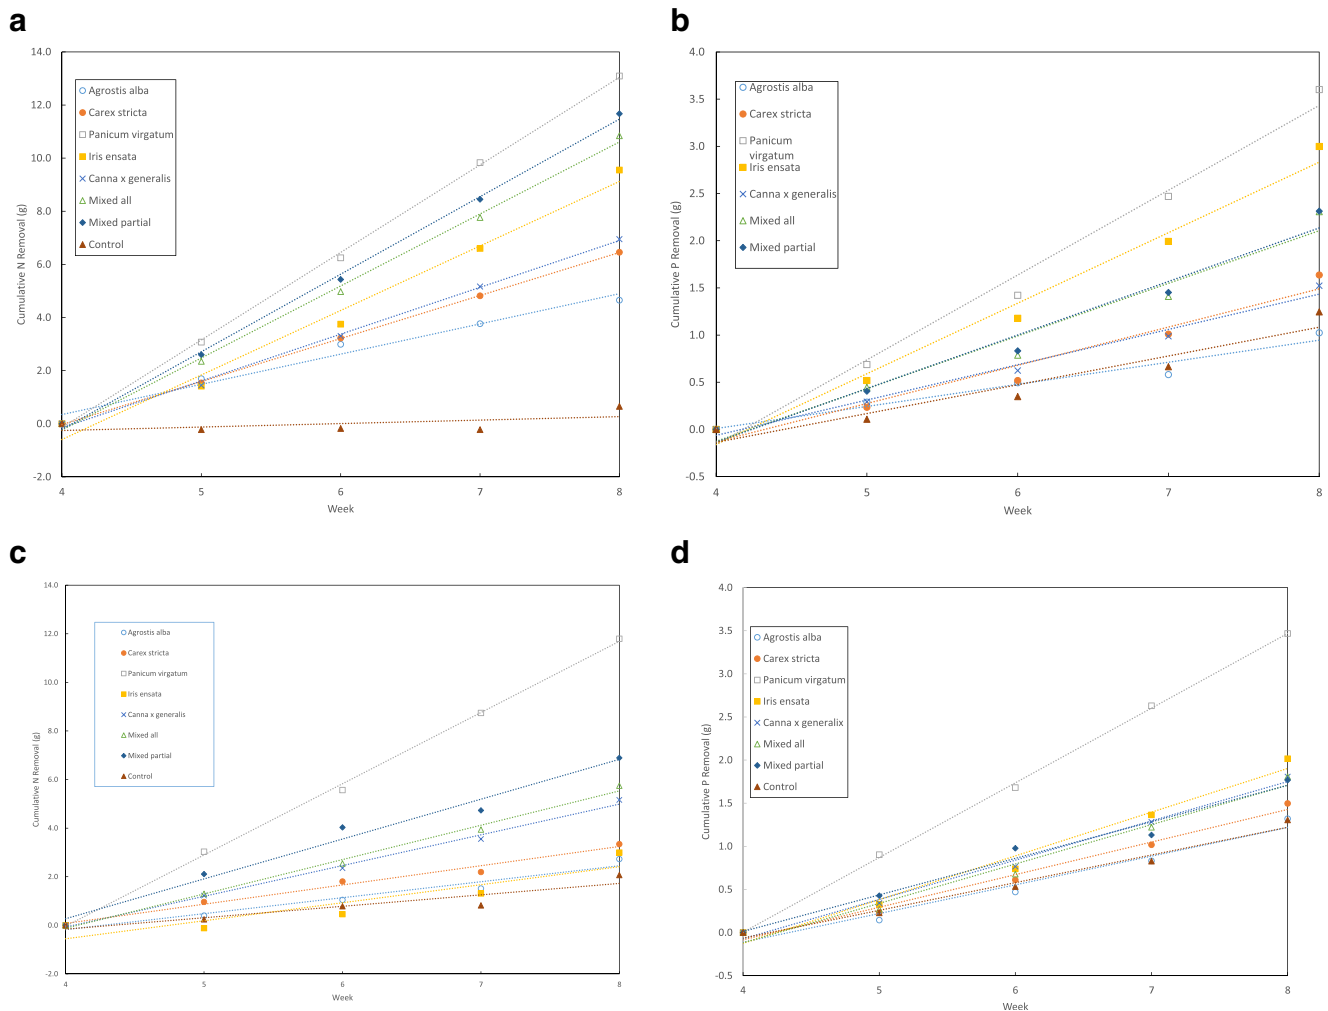 a
14.0
12.0
10.0
8.0
6.0
4.0
2.0
0.0
-2.0
Cumulative N Removal (g)
Agrostis alba
Carex stricta
Panicum virgatum
Iris ensata
Canna x generalis
Mixed all
Mixed partial
Control
4 5 6 7 8
Week
b
4.0
3.5
3.0
2.5
2.0
1.5
1.0
0.5
0.0
-0.5
Cumulative P Removal (g)
Agrostis alba
Carex stricta
Panicum
virgatum
Iris ensata
Canna x generalis
Mixed all
Mixed partial
4 5 6 7 8
Week
c
14.0
12.0
10.0
8.0
6.0
4.0
2.0
0.0
-2.0
Cumulative N Removal (g)
Agrostis alba
Carex stricta
Panicum virgatum
Iris ensata
Canna x generalis
Mixed all
Mixed partial
Control
4 5 6 7 8
Week
d
4.0
3.5
3.0
2.5
2.0
1.5
1.0
0.5
0.0
-0.5
Cumulative P Removal (g)
Agrostis alba
Carex stricta
Panicum virgatum
Iris ensata
Canna x generalix
Mixed all
Mixed partial
Control
4 5 6 7 8
Week